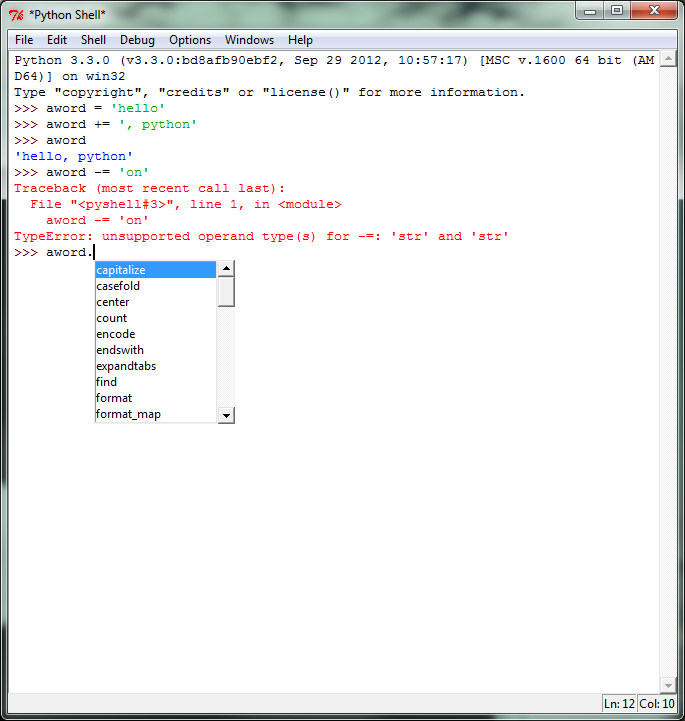 *Python Shell*
File Edit Shell Debug Options Windows Help
Python 3.3.0 (v3.3.0:bd8afb90ebf2, Sep 29 2012, 10:57:17) [MSC v.1600 64 bit (AM
D64)] on win32
Type "copyright", "credits" or "license()" for more information.
>>> aword = 'hello'
>>> aword += ', python'
>>> aword
'hello, python'
>>> aword -= 'on'
Traceback (most recent call last):
  File "<pyshell#3>", line 1, in <module>
    aword -= 'on'
TypeError: unsupported operand type(s) for -=: 'str' and 'str'
>>> aword.
capitalize
casefold
center
count
encode
endswith
expandtabs
find
format
format_map
Ln: 12 Col: 10